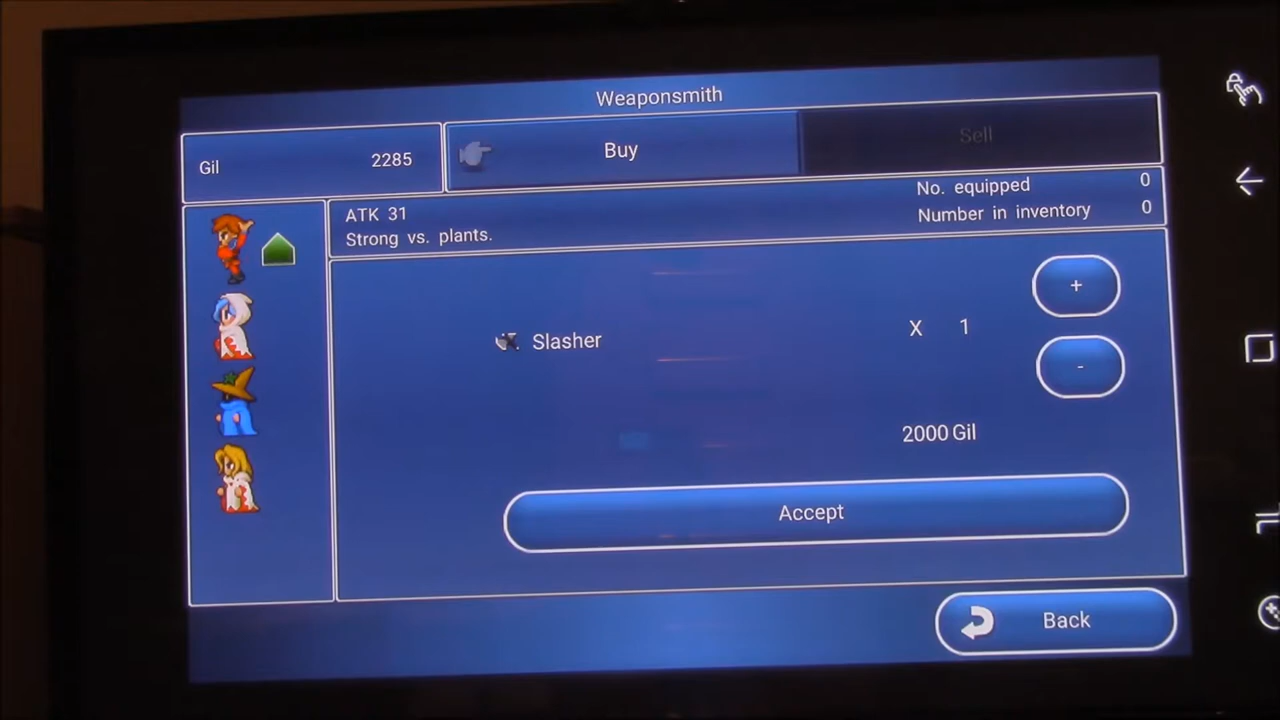 Weaponsmith
Gil 2285
Buy
Sell
ATK 31
Strong vs. plants.
No. equipped 0
Number in inventory 0
Slasher X 1
+
-
2000 Gil
Accept
Back